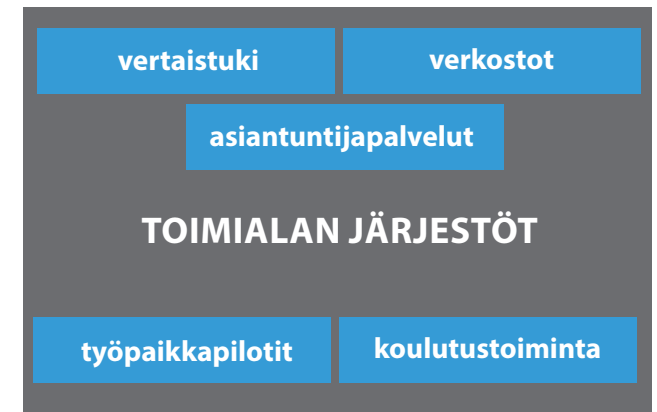 vertaistuki
verkostot
asiantuntijapalvelut
TOIMIALAN JÄRJESTÖT
työpaikkapilotit
koulutustoiminta